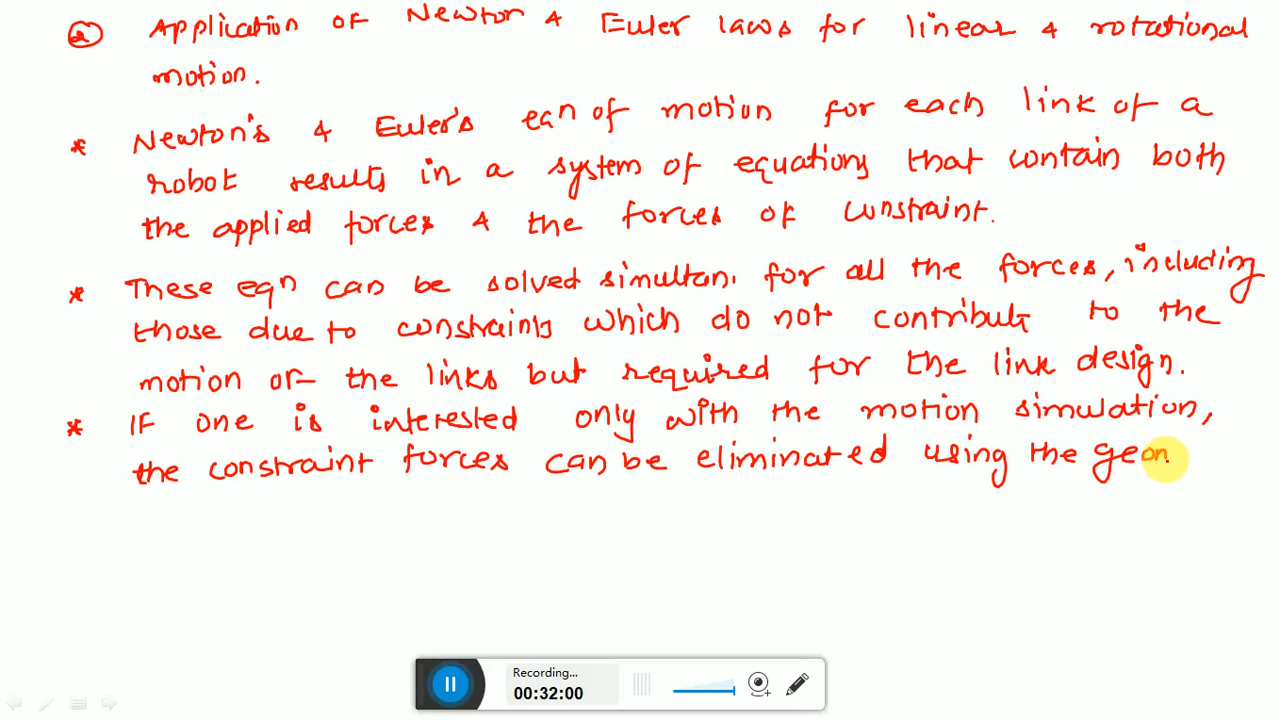 ② Application of Newton & Euler laws for linear & rotational
motion.
* Newton's & Euler's eqn of motion for each link of a
robot results in a system of equations that contain both
the applied forces & the forces of constraint.
* These eqn can be solved simultan. for all the forces, including
those due to constraints which do not contribute to the
motion of the links but required for the link design.
* If one is interested only with the motion simulation,
the constraint forces can be eliminated using the geom
Recording...
00:32:00